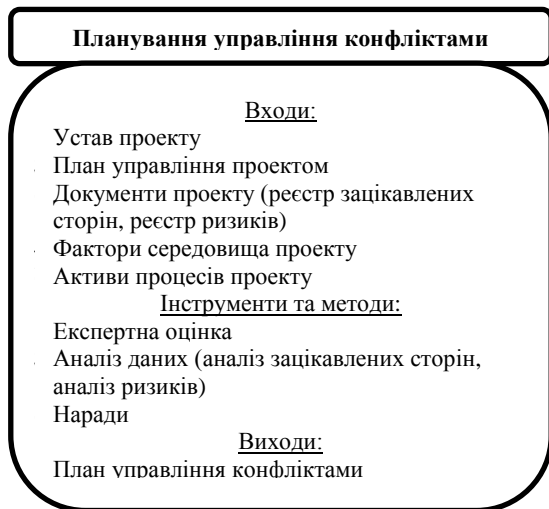 Планування управління конфліктами
Входи:
Устав проекту
План управління проектом
Документи проекту (реєстр зацікавлених
сторін, реєстр ризиків)
Фактори середовища проекту
Активи процесів проекту
Інструменти та методи:
Експертна оцінка
Аналіз даних (аналіз зацікавлених сторін,
аналіз ризиків)
Наради
Виходи:
План управління конфліктами